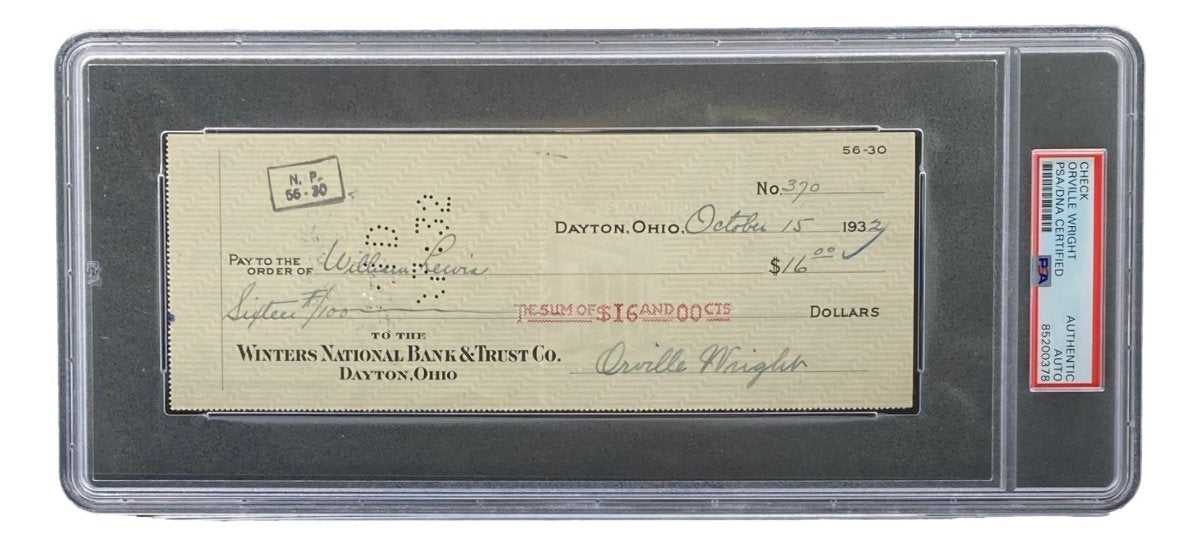 56-30
N. P.
56-30
No. 370
DAYTON, OHIO, October 15 1932
PAY TO THE
ORDER OF William Lewis $16 00
Sixteen #/100 THE SUM OF $16 AND 00 CTS DOLLARS
TO THE
WINTERS NATIONAL BANK & TRUST CO.
DAYTON, OHIO
Orville Wright
CHECK
ORVILLE WRIGHT
PSA/DNA CERTIFIED
PSA
AUTHENTIC
AUTO
85200378